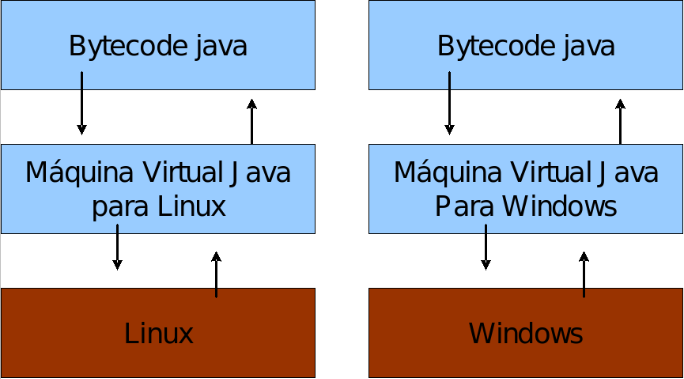 Bytecode java
Máquina Virtual Java
para Linux
Linux
Bytecode java
Máquina Virtual Java
Para Windows
Windows